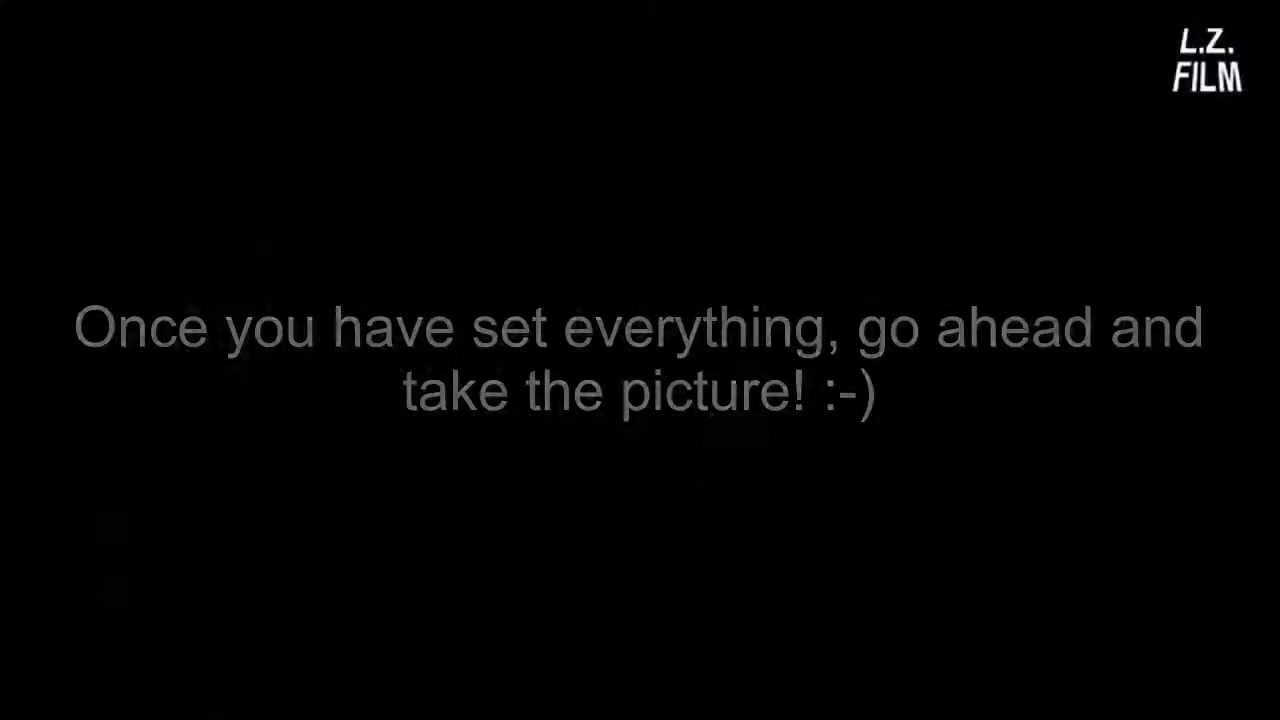 L.Z.
FILM
Once you have set everything, go ahead and
take the picture! :-)